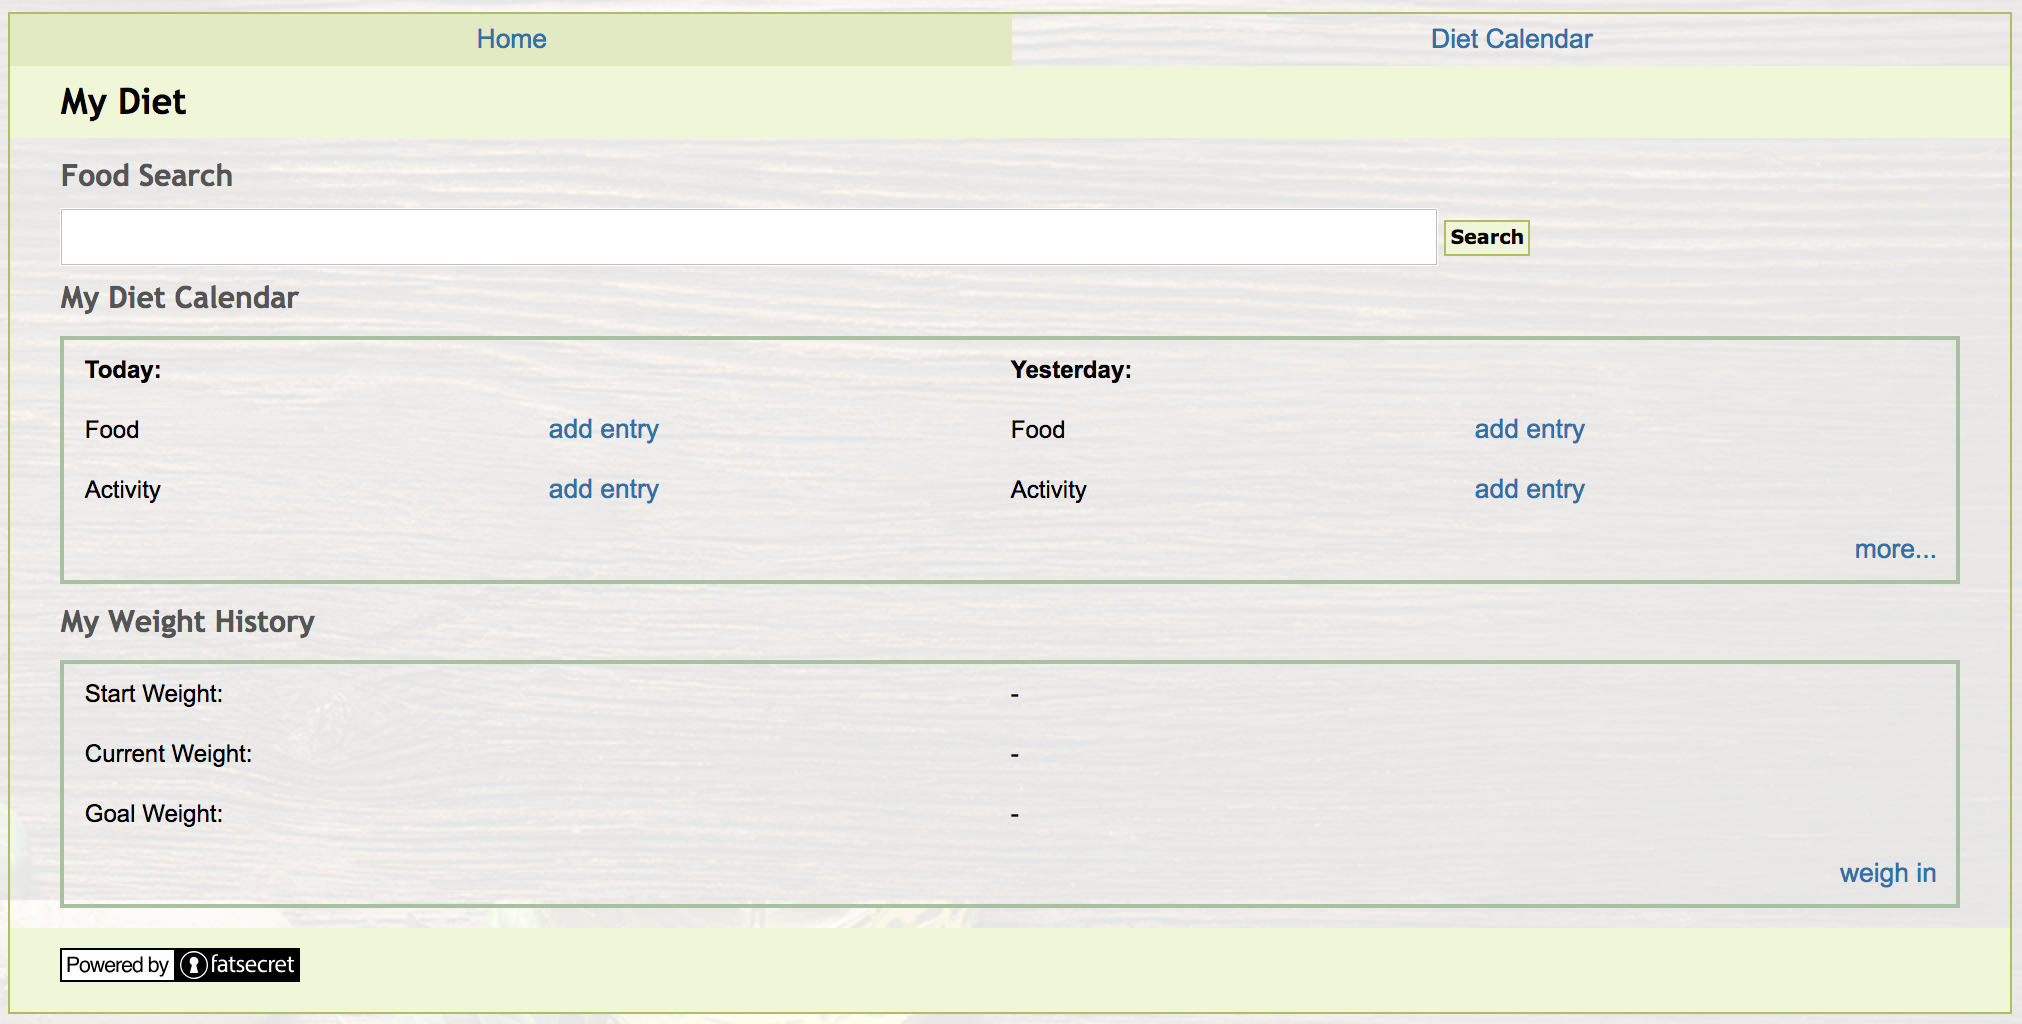 Home Diet Calendar
My Diet
Food Search
Search
My Diet Calendar
Today: Yesterday:
Food add entry Food add entry
Activity add entry Activity add entry
more...
My Weight History
Start Weight: -
Current Weight: -
Goal Weight: -
weigh in
Powered by fatsecret